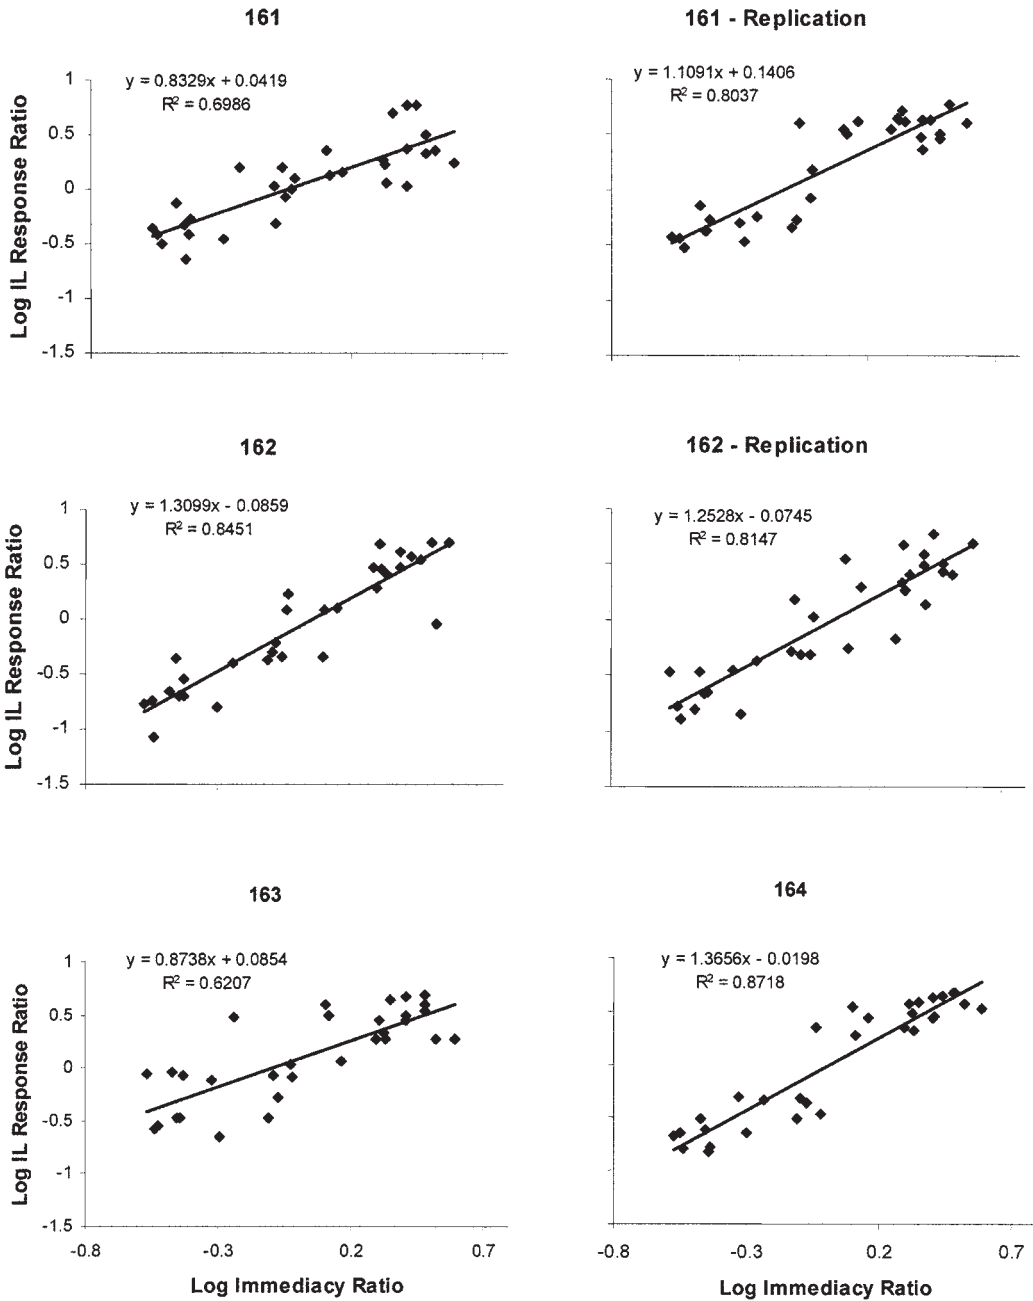 161
161 - Replication
y = 0.8329x + 0.0419
R² = 0.6986
y = 1.1091x + 0.1406
R² = 0.8037
Log IL Response Ratio
1
0.5
0
-0.5
-1
-1.5
162
162 - Replication
y = 1.3099x - 0.0859
R² = 0.8451
y = 1.2528x - 0.0745
R² = 0.8147
Log IL Response Ratio
1
0.5
0
-0.5
-1
-1.5
163
164
y = 0.8738x + 0.0854
R² = 0.6207
y = 1.3656x - 0.0198
R² = 0.8718
Log IL Response Ratio
1
0.5
0
-0.5
-1
-1.5
-0.8 -0.3 0.2 0.7
-0.8 -0.3 0.2 0.7
Log Immediacy Ratio
Log Immediacy Ratio